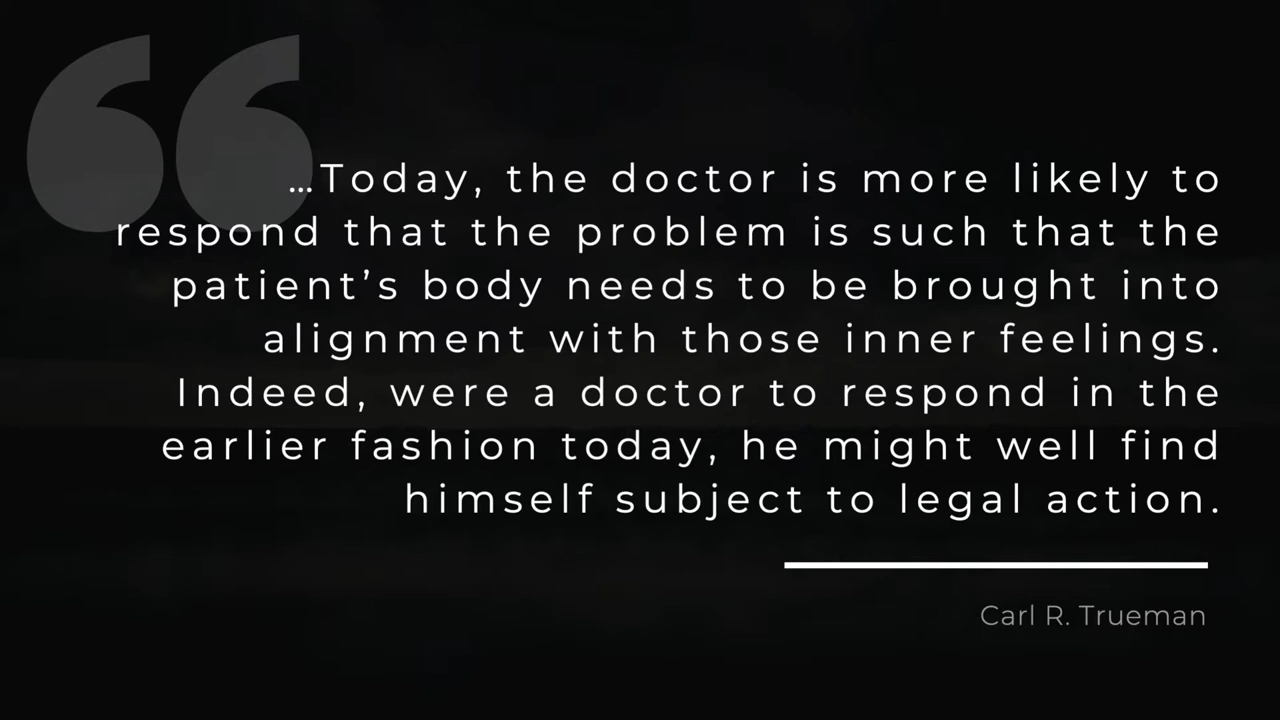 “
…Today, the doctor is more likely to
respond that the problem is such that the
patient’s body needs to be brought into
alignment with those inner feelings.
Indeed, were a doctor to respond in the
earlier fashion today, he might well find
himself subject to legal action.
Carl R. Trueman